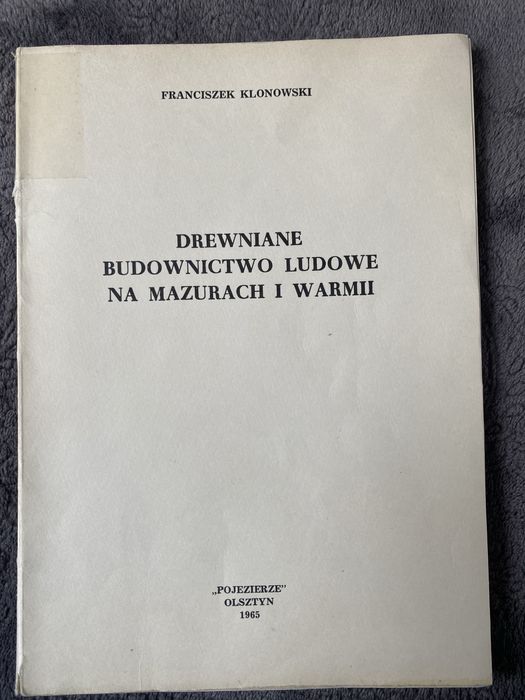 FRANCISZEK KLONOWSKI
DREWNIANE
BUDOWNICTWO LUDOWE
NA MAZURACH I WARMII
„POJEZIERZE"
OLSZTYN
1965